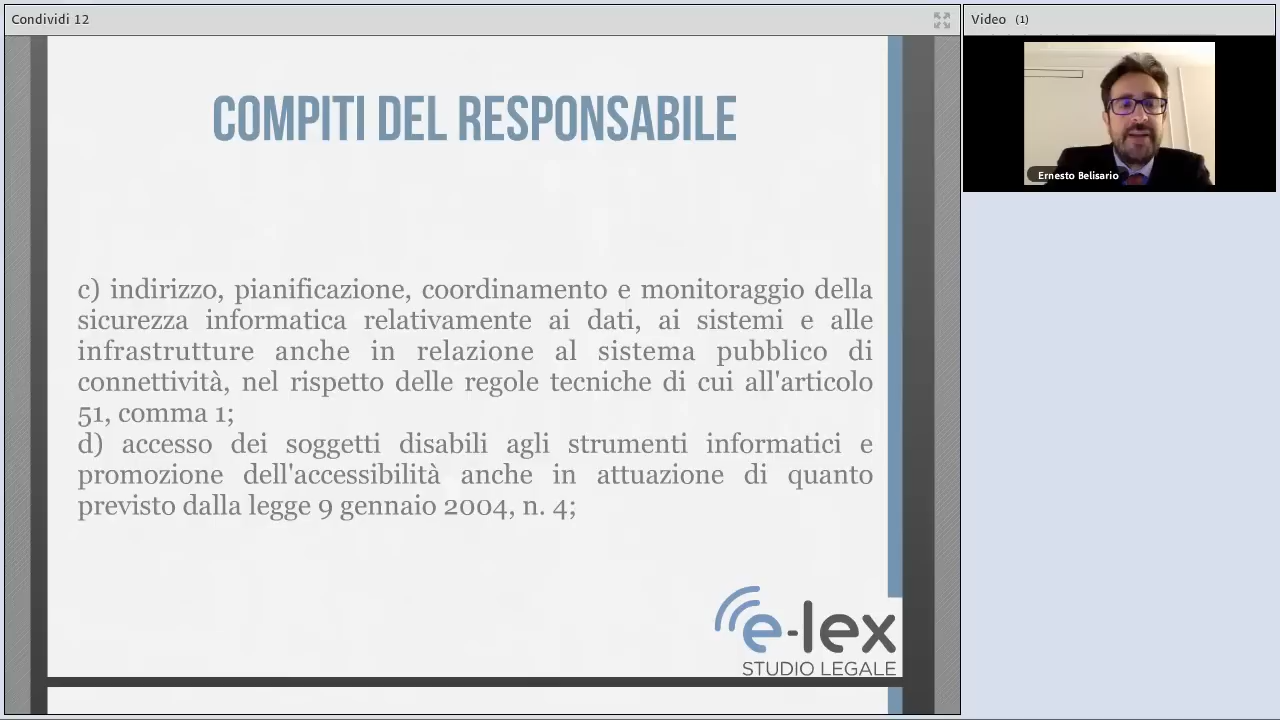 Condividi 12
Video (1)
Ernesto Belisario
COMPITI DEL RESPONSABILE
c) indirizzo, pianificazione, coordinamento e monitoraggio della
sicurezza informatica relativamente ai dati, ai sistemi e alle
infrastrutture anche in relazione al sistema pubblico di
connettività, nel rispetto delle regole tecniche di cui all'articolo
51, comma 1;
d) accesso dei soggetti disabili agli strumenti informatici e
promozione dell'accessibilità anche in attuazione di quanto
previsto dalla legge 9 gennaio 2004, n. 4;
e-lex
STUDIO LEGALE